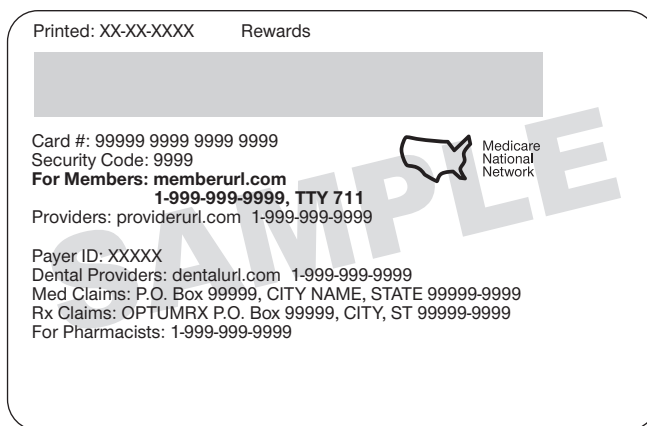 Printed: XX-XX-XXXX Rewards
Card #: 99999 9999 9999 9999
Security Code: 9999
For Members: memberurl.com
1-999-999-9999, TTY 711
Providers: providerurl.com 1-999-999-9999
Medicare
National
Network
Payer ID: XXXXX
Dental Providers: dentalurl.com 1-999-999-9999
Med Claims: P.O. Box 99999, CITY NAME, STATE 99999-9999
Rx Claims: OPTUMRX P.O. Box 99999, CITY, ST 99999-9999
For Pharmacists: 1-999-999-9999
SAMPLE